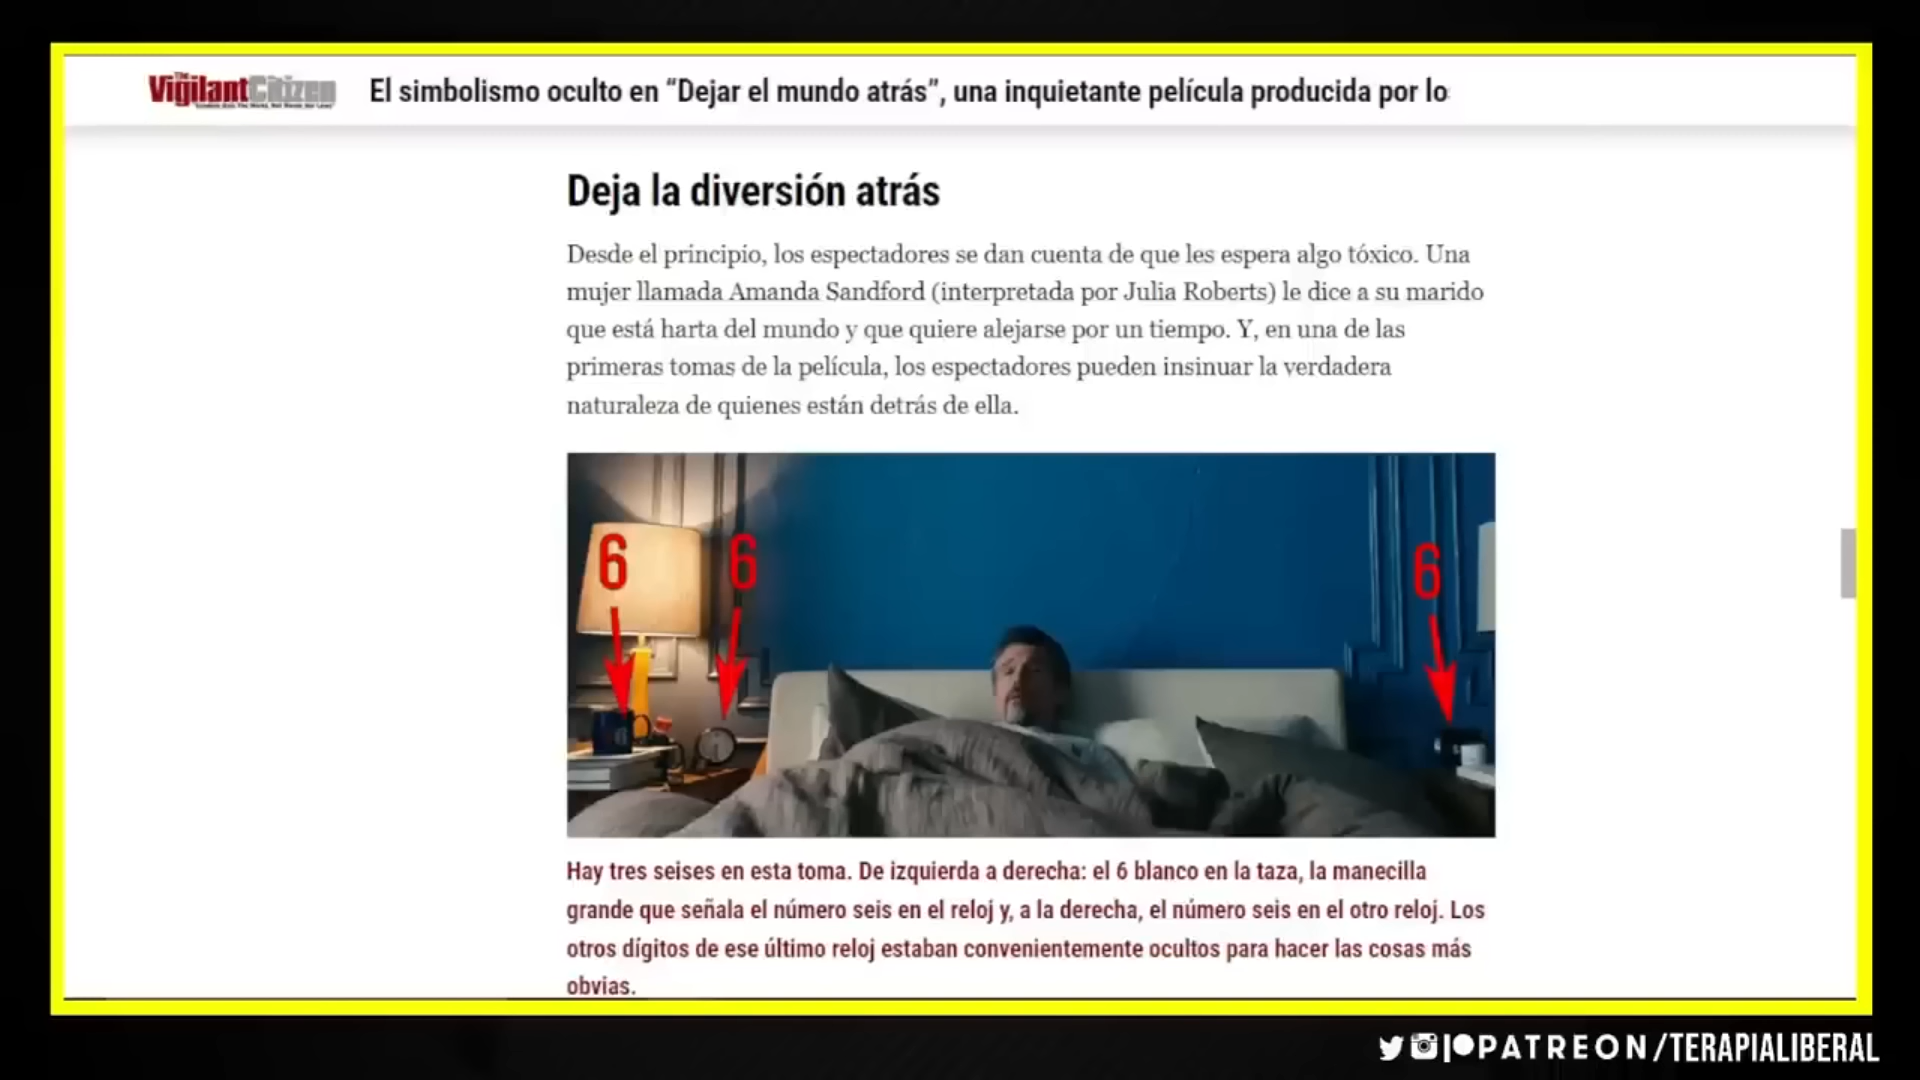 The
VigilantCitizen
El simbolismo oculto en “Dejar el mundo atrás”, una inquietante película producida por lo
Deja la diversión atrás
Desde el principio, los espectadores se dan cuenta de que les espera algo tóxico. Una
mujer llamada Amanda Sandford (interpretada por Julia Roberts) le dice a su marido
que está harta del mundo y que quiere alejarse por un tiempo. Y, en una de las
primeras tomas de la película, los espectadores pueden insinuar la verdadera
naturaleza de quienes están detrás de ella.
6 6 6
Hay tres seises en esta toma. De izquierda a derecha: el 6 blanco en la taza, la manecilla
grande que señala el número seis en el reloj y, a la derecha, el número seis en el otro reloj. Los
otros dígitos de ese último reloj estaban convenientemente ocultos para hacer las cosas más
obvias.
PATREON/TERAPIALIBERAL